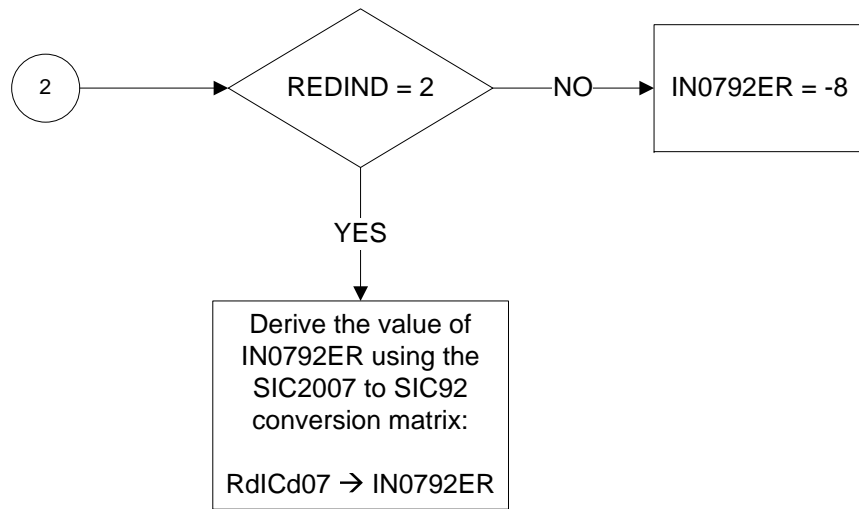 2
REDIND = 2
NO
IN0792ER = -8
YES
Derive the value of
IN0792ER using the
SIC2007 to SIC92
conversion matrix:
RdICd07 → IN0792ER